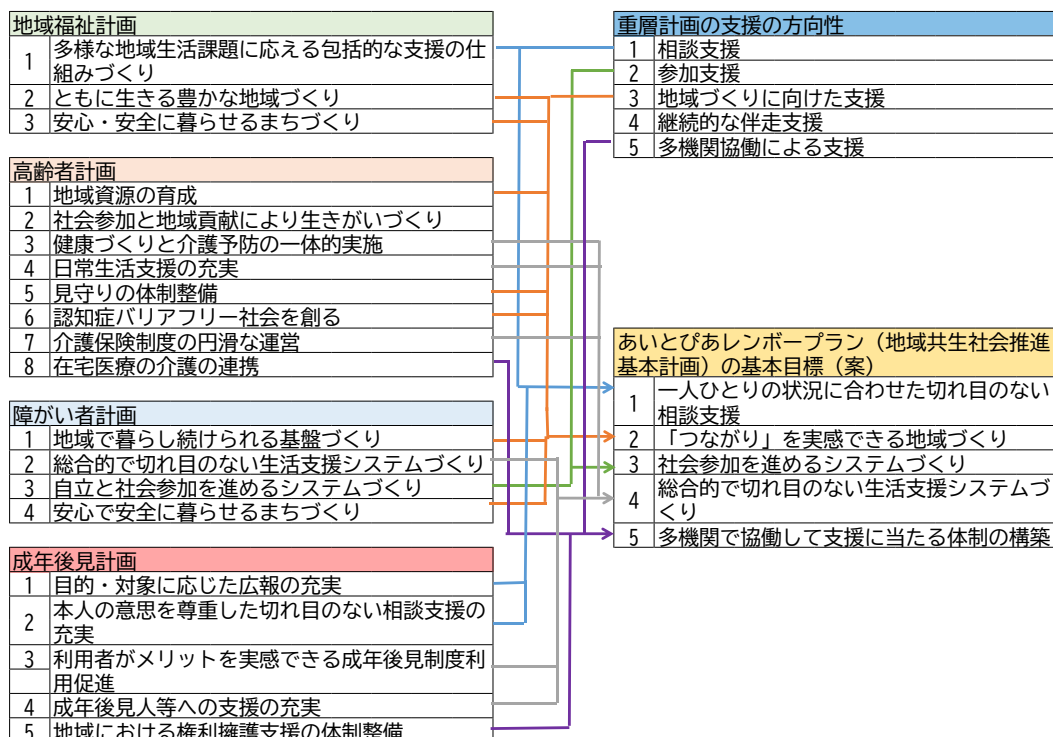 地域福祉計画
1 多様な地域生活課題に応える包括的な支援の仕
組みづくり
2 ともに生きる豊かな地域づくり
3 安心・安全に暮らせるまちづくり
高齢者計画
1 地域資源の育成
2 社会参加と地域貢献により生きがいづくり
3 健康づくりと介護予防の一体的実施
4 日常生活支援の充実
5 見守りの体制整備
6 認知症バリアフリー社会を創る
7 介護保険制度の円滑な運営
8 在宅医療の介護の連携
障がい者計画
1 地域で暮らし続けられる基盤づくり
2 総合的で切れ目のない生活支援システムづくり
3 自立と社会参加を進めるシステムづくり
4 安心で安全に暮らせるまちづくり
成年後見計画
1 目的・対象に応じた広報の充実
2 本人の意思を尊重した切れ目のない相談支援の
充実
3 利用者がメリットを実感できる成年後見制度利
用促進
4 成年後見人等への支援の充実
5 地域における権利擁護支援の体制整備
重層計画の支援の方向性
1 相談支援
2 参加支援
3 地域づくりに向けた支援
4 継続的な伴走支援
5 多機関協働による支援
あいとぴあレンボープラン（地域共生社会推進
基本計画）の基本目標（案）
1 一人ひとりの状況に合わせた切れ目のない
相談支援
2 「つながり」を実感できる地域づくり
3 社会参加を進めるシステムづくり
4 総合的で切れ目のない生活支援システムづ
くり
5 多機関で協働して支援に当たる体制の構築